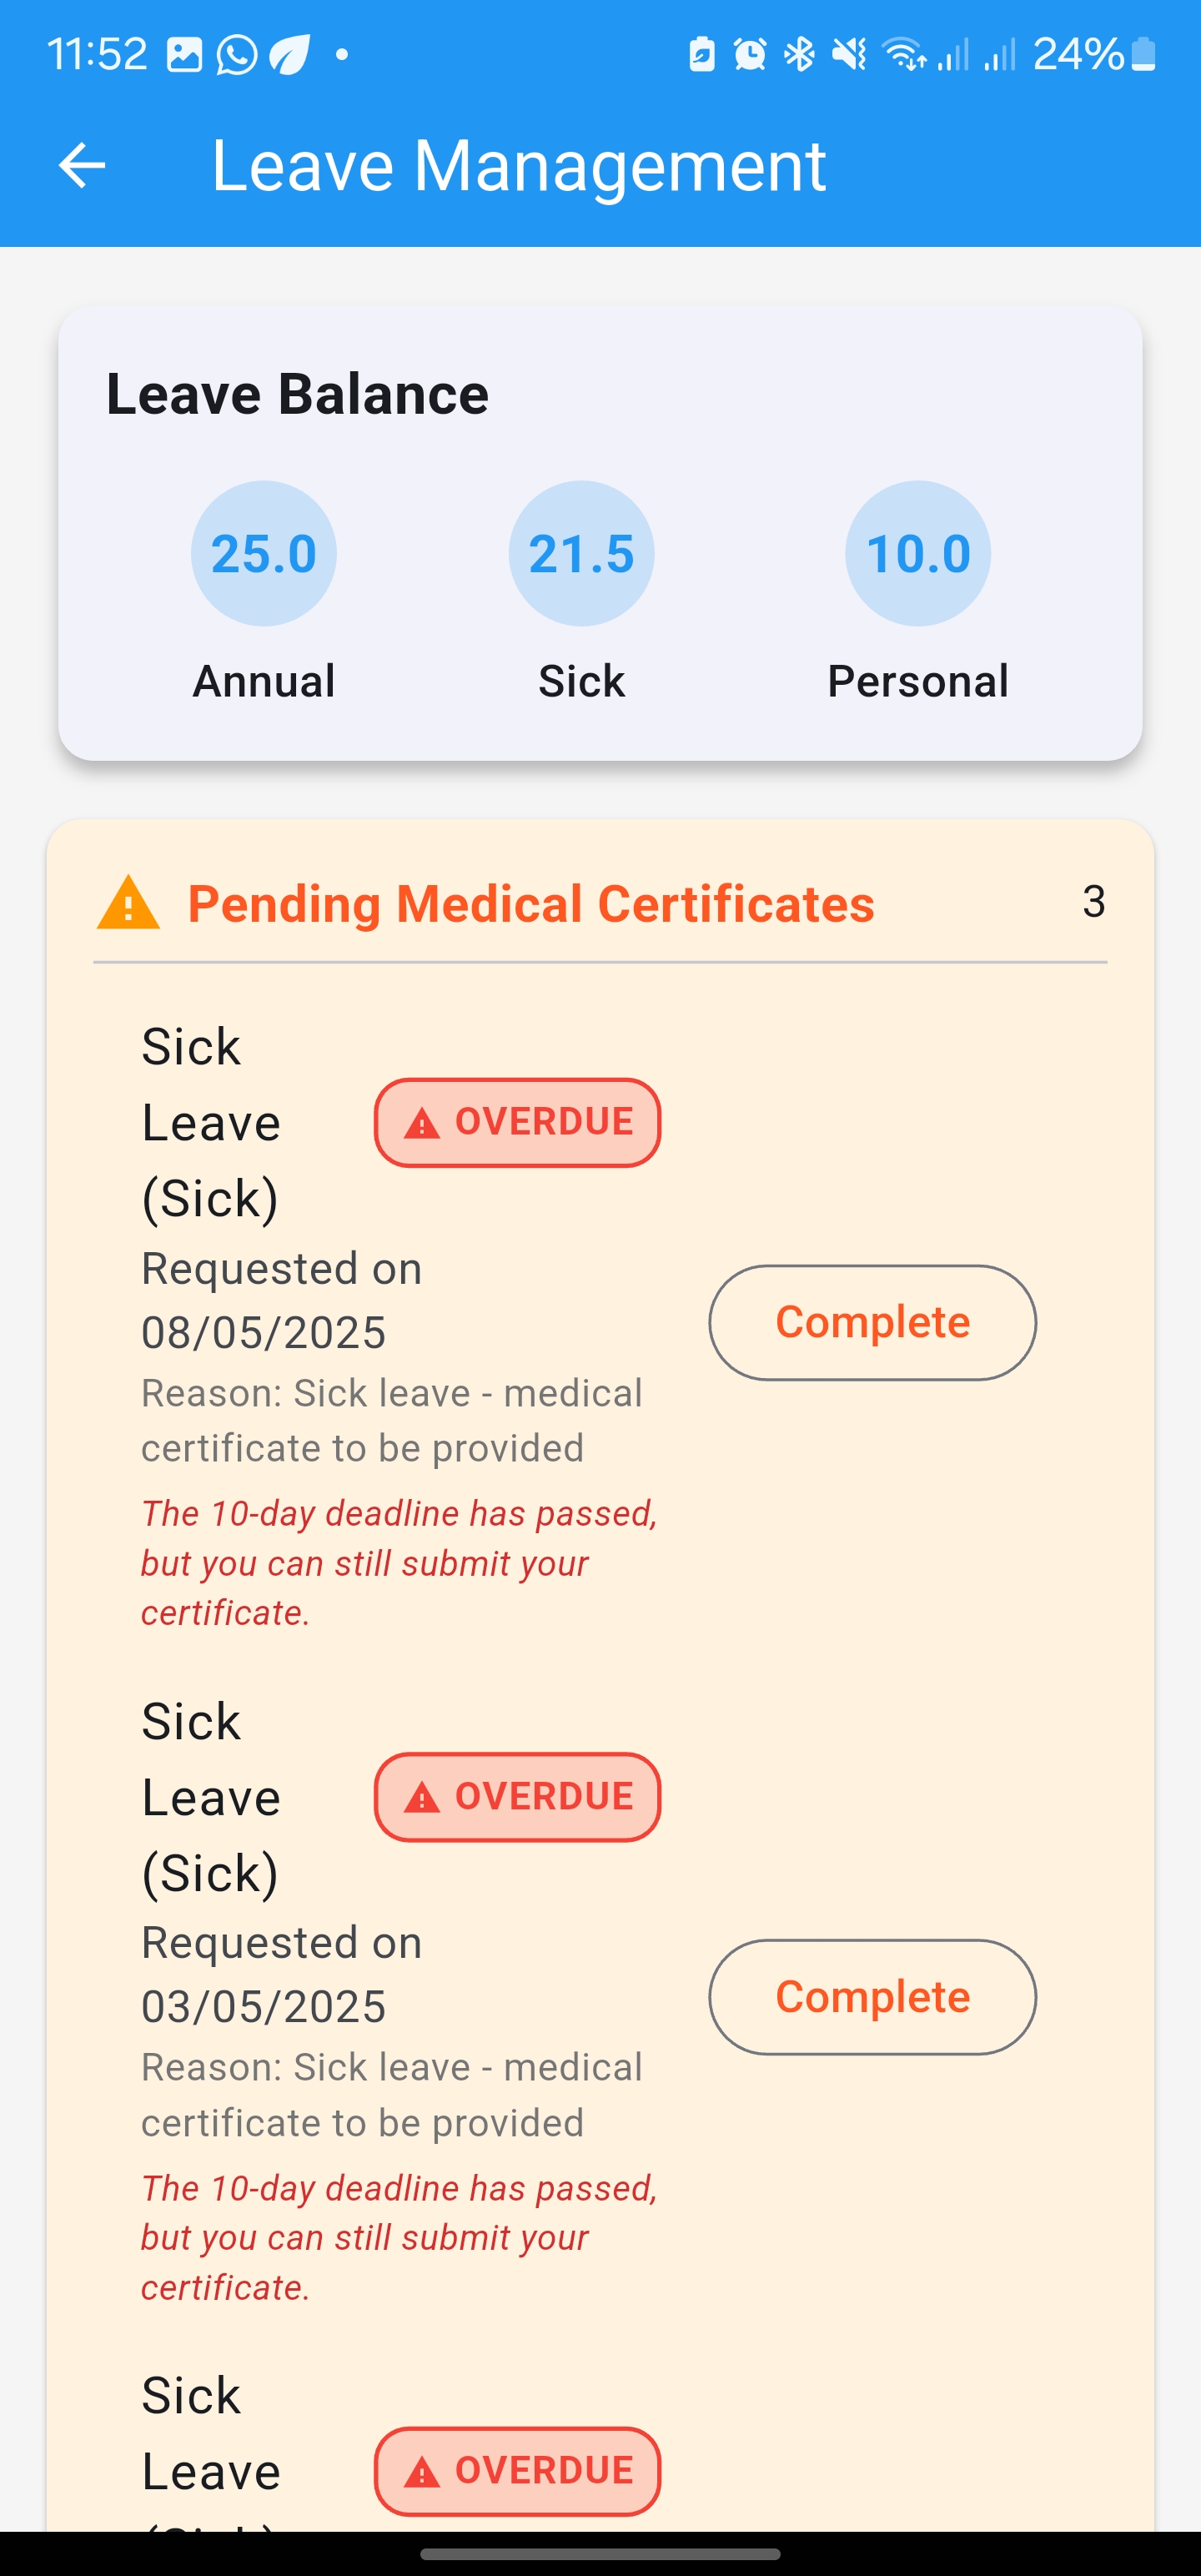 11:52
24%
Leave Management
Leave Balance
25.0 21.5 10.0
Annual Sick Personal
Pending Medical Certificates 3
Sick
Leave
(Sick)
OVERDUE
Requested on
08/05/2025
Complete
Reason: Sick leave - medical
certificate to be provided
The 10-day deadline has passed,
but you can still submit your
certificate.
Sick
Leave
(Sick)
OVERDUE
Requested on
03/05/2025
Complete
Reason: Sick leave - medical
certificate to be provided
The 10-day deadline has passed,
but you can still submit your
certificate.
Sick
Leave
OVERDUE